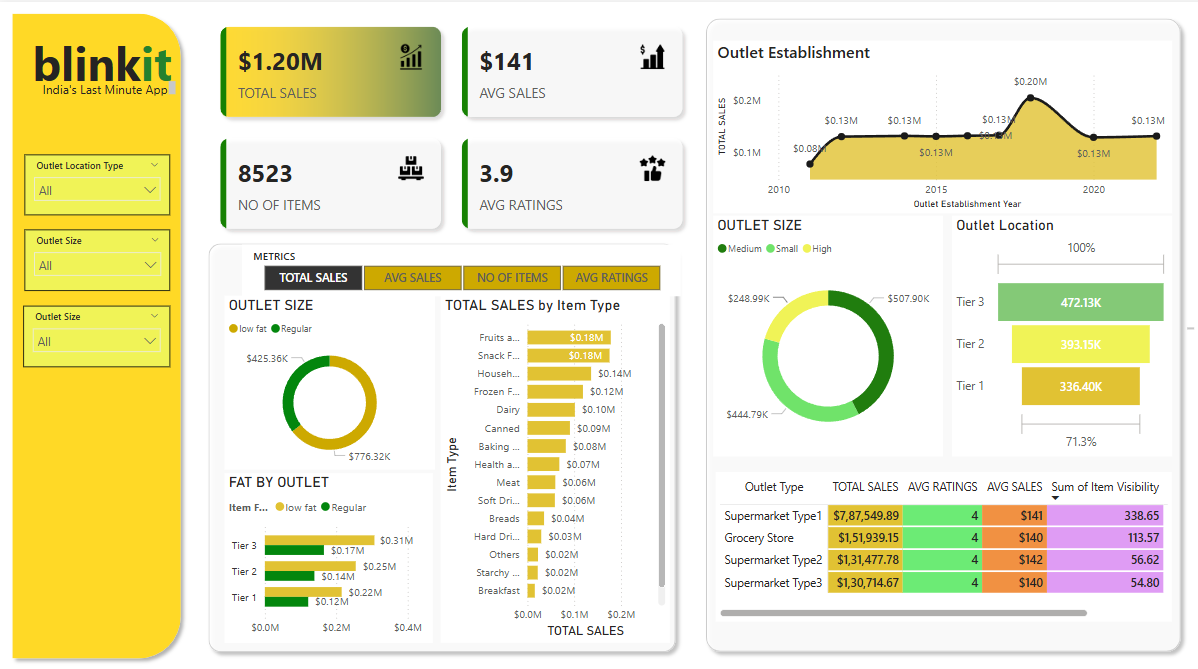 blinkit
India's Last Minute App
Outlet Location Type
All
Outlet Size
All
Outlet Size
All
$1.20M
TOTAL SALES
$141
AVG SALES
8523
NO OF ITEMS
3.9
AVG RATINGS
METRICS
TOTAL SALES AVG SALES NO OF ITEMS AVG RATINGS
OUTLET SIZE
low fat Regular
$425.36K
$776.32K
FAT BY OUTLET
Item F... low fat Regular
Tier 3 $0.31M
$0.17M
Tier 2 $0.25M
$0.14M
Tier 1 $0.22M
$0.12M
$0.0M $0.2M $0.4M
TOTAL SALES by Item Type
Item Type
Fruits a... $0.18M
Snack F... $0.18M
Househ... $0.14M
Frozen F... $0.12M
Dairy $0.10M
Canned $0.09M
Baking ... $0.08M
Health a... $0.07M
Meat $0.06M
Soft Dri... $0.06M
Breads $0.04M
Hard Dri... $0.03M
Others $0.02M
Starchy ... $0.02M
Breakfast $0.02M
$0.0M $0.1M $0.2M
TOTAL SALES
Outlet Establishment
TOTAL SALES
$0.2M
$0.1M
$0.08M
$0.13M
$0.13M
$0.13M
$0.13M
$0.13M
$0.20M
$0.13M
$0.13M
2010 2015 2020
Outlet Establishment Year
OUTLET SIZE
Medium Small High
$248.99K
$507.90K
$444.79K
Outlet Location
100%
Tier 3 472.13K
Tier 2 393.15K
Tier 1 336.40K
71.3%
Outlet Type TOTAL SALES AVG RATINGS AVG SALES Sum of Item Visibility
Supermarket Type1 $7,87,549.89 4 $141 338.65
Grocery Store $1,51,939.15 4 $140 113.57
Supermarket Type2 $1,31,477.78 4 $142 56.62
Supermarket Type3 $1,30,714.67 4 $140 54.80